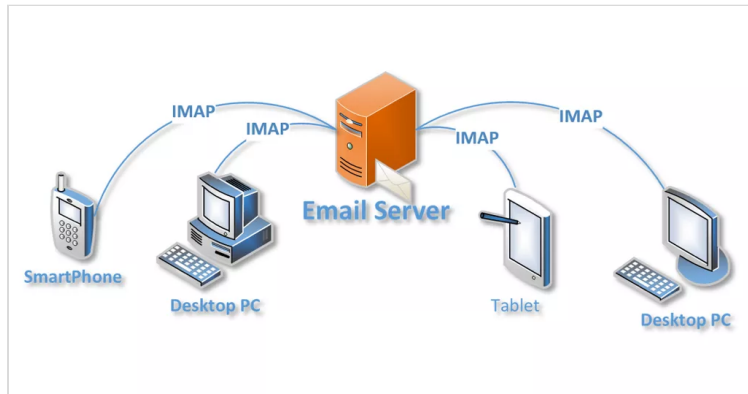 IMAP
IMAP
IMAP
IMAP
Email Server
SmartPhone
Desktop PC
Tablet
Desktop PC